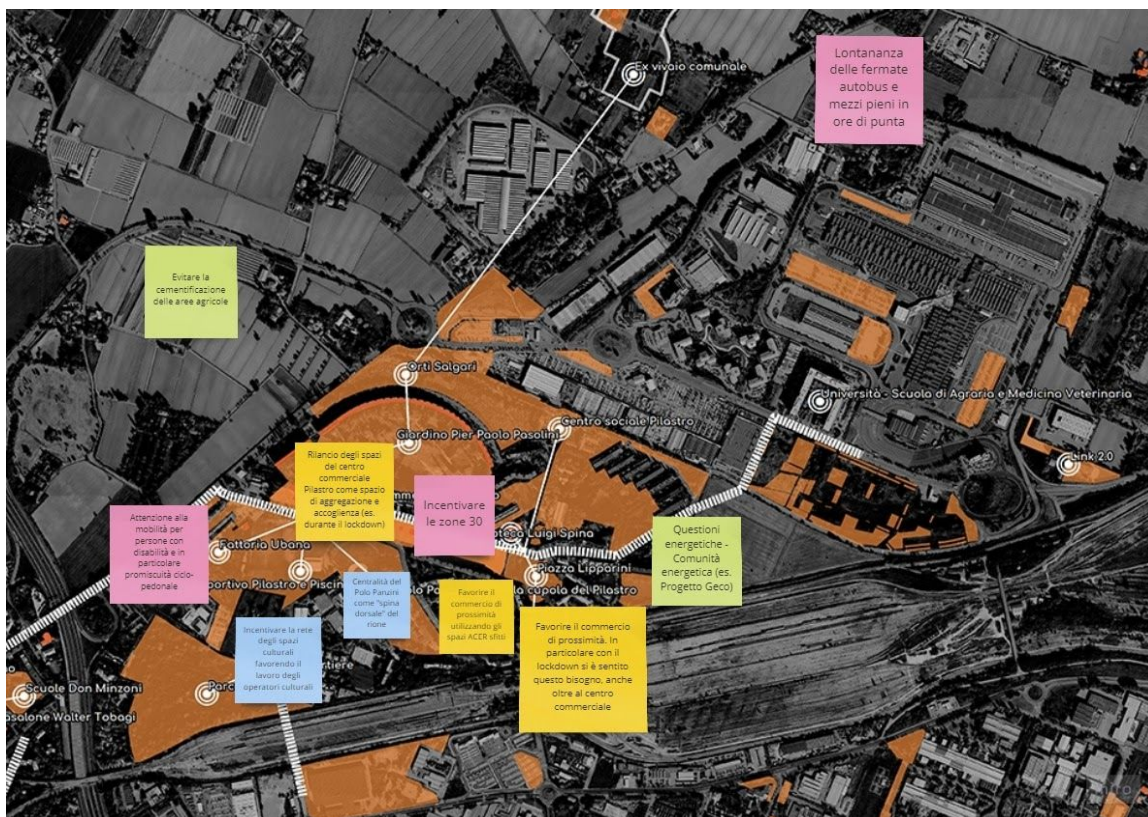 Ex vivaio comunale
Lontananza
delle fermate
autobus e
mezzi pieni in
ore di punta
Evitare la
cementificazione
delle aree agricole
Orti Salgari
Università - Scuola di Agraria e Medicina Veterinaria
Centro sociale Pilastro
Giardino Pier Paolo Pasolini
Link 2.0
Rilancio degli spazi
del centro
commerciale
Pilastro come spazio
di aggregazione e
accoglienza (es.
durante il lockdown)
Incentivare
le zone 30
Attenzione alla
mobilità per
persone con
disabilità e in
particolare
promiscuità ciclo-
pedonale
Fattoria Ubana
Luigi Spina
Questioni
energetiche -
Comunità
energetica (es.
Progetto Geco)
Pilastro e
Piazza Lipparini
cupola del Pilastro
Centralità del
Polo Panzini
come "spina
dorsale" del
rione
Favorire il
commercio di
prossimità
utilizzando gli
spazi ACER sfitti
Favorire il commercio
di prossimità. In
particolare con il
lockdown si è sentito
questo bisogno, anche
oltre al centro
commerciale
Incentivare la rete
degli spazi
culturali
favorendo il
lavoro degli
operatori culturali
Scuole Don Minzoni
Walter Tobagi